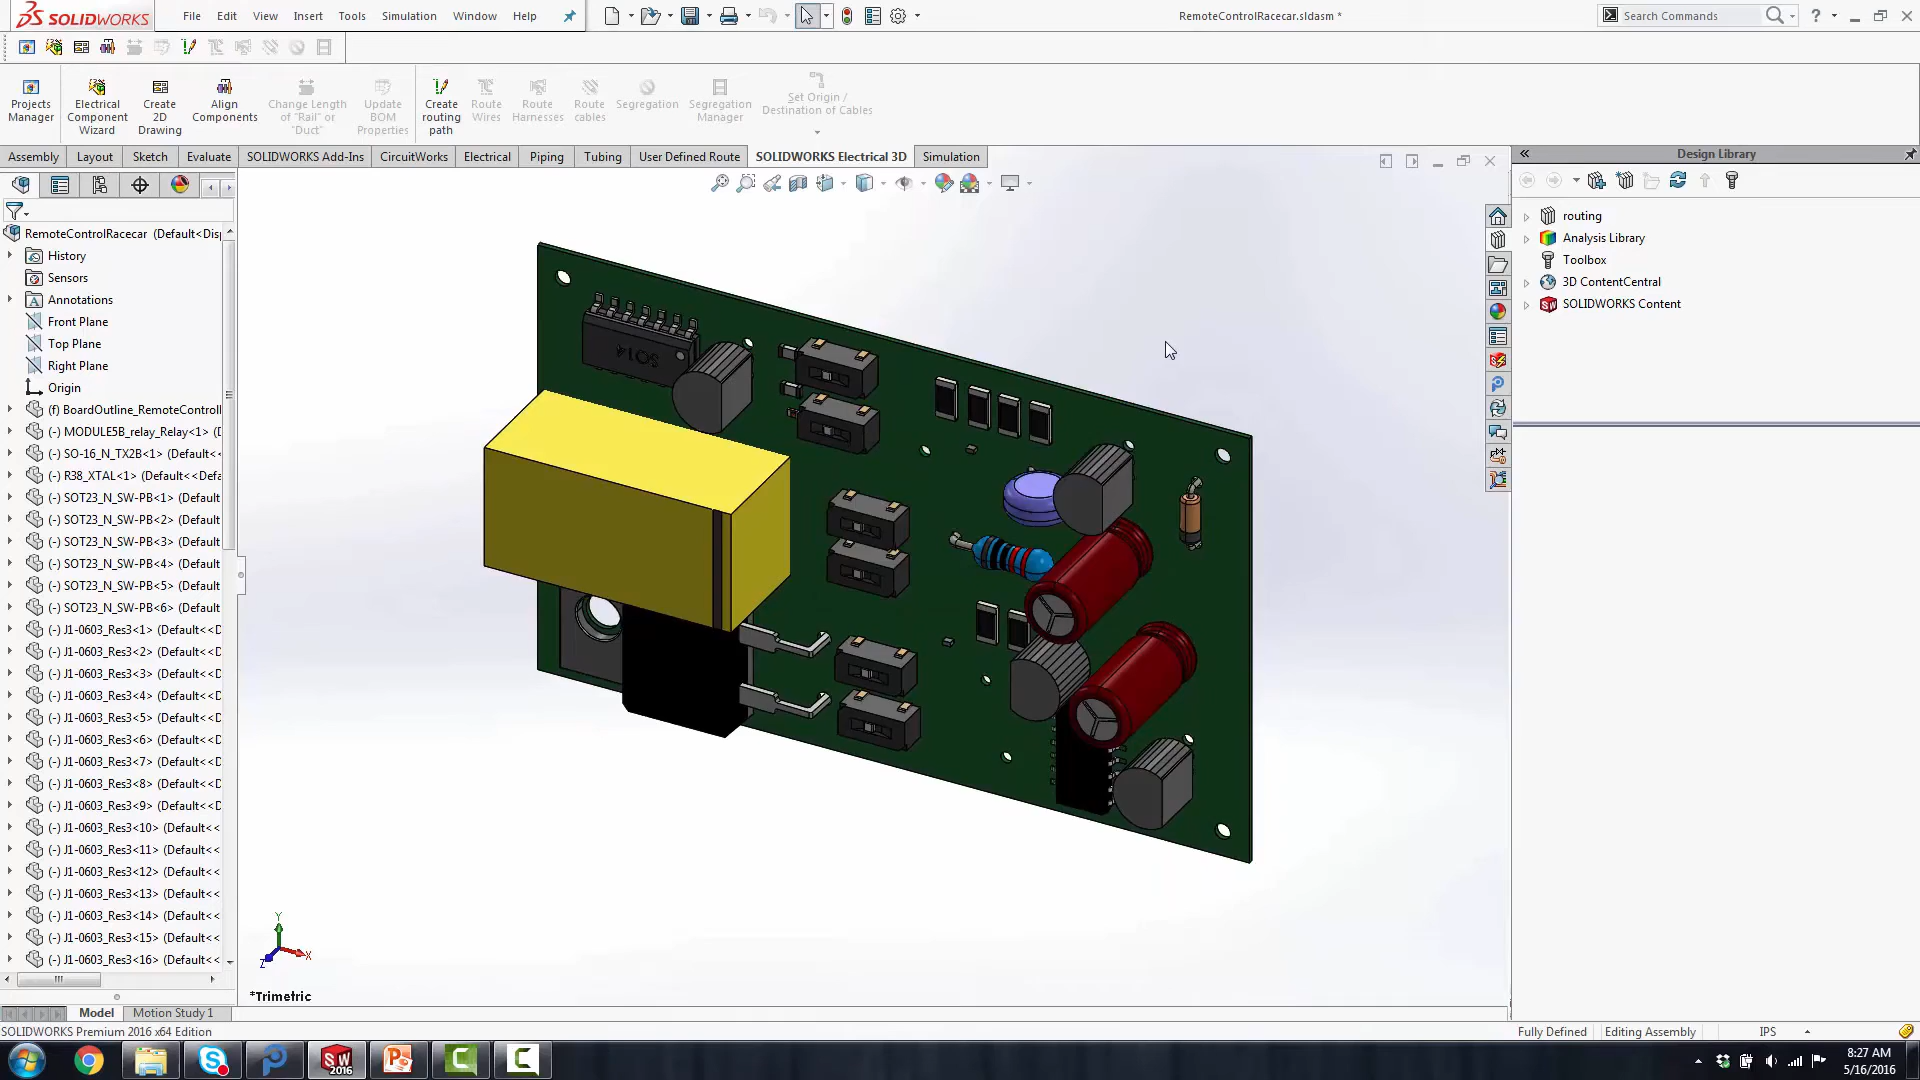 SOLIDWORKS
File Edit View Insert Tools Simulation Window Help
RemoteControlRacecar.sldasm *
Search Commands
Projects Manager
Electrical Component Wizard
Create 2D Drawing
Align Components
Change Length of "Rail" or "Duct"
Update BOM Properties
Create routing path
Route Wires
Route Harnesses
Route cables
Segregation
Segregation Manager
Set Origin / Destination of Cables
Assembly Layout Sketch Evaluate SOLIDWORKS Add-Ins CircuitWorks Electrical Piping Tubing User Defined Route SOLIDWORKS Electrical 3D Simulation
Design Library
routing
Analysis Library
Toolbox
3D ContentCentral
SOLIDWORKS Content
RemoteControlRacecar (Default<Disp
History
Sensors
Annotations
Front Plane
Top Plane
Right Plane
Origin
(f) BoardOutline_RemoteControl
(-) MODULE5B_relay_Relay<1> (D
(-) SO-16_N_TX2B<1> (Default<
(-) R38_XTAL<1> (Default<<Defa
(-) SOT23_N_SW-PB<1> (Default
(-) SOT23_N_SW-PB<2> (Default
(-) SOT23_N_SW-PB<3> (Default
(-) SOT23_N_SW-PB<4> (Default
(-) SOT23_N_SW-PB<5> (Default
(-) SOT23_N_SW-PB<6> (Default
(-) J1-0603_Res3<1> (Default<<D
(-) J1-0603_Res3<2> (Default<<D
(-) J1-0603_Res3<3> (Default<<D
(-) J1-0603_Res3<4> (Default<<D
(-) J1-0603_Res3<5> (Default<<D
(-) J1-0603_Res3<6> (Default<<D
(-) J1-0603_Res3<7> (Default<<D
(-) J1-0603_Res3<8> (Default<<D
(-) J1-0603_Res3<9> (Default<<D
(-) J1-0603_Res3<10> (Default<<
(-) J1-0603_Res3<11> (Default<<
(-) J1-0603_Res3<12> (Default<<
(-) J1-0603_Res3<13> (Default<<
(-) J1-0603_Res3<14> (Default<<
(-) J1-0603_Res3<15> (Default<<
(-) J1-0603_Res3<16> (Default<<
SO14
Y
X
Z
*Trimetric
Model Motion Study 1
SOLIDWORKS Premium 2016 x64 Edition
Fully Defined Editing Assembly IPS
SW 2016
8:27 AM
5/16/2016